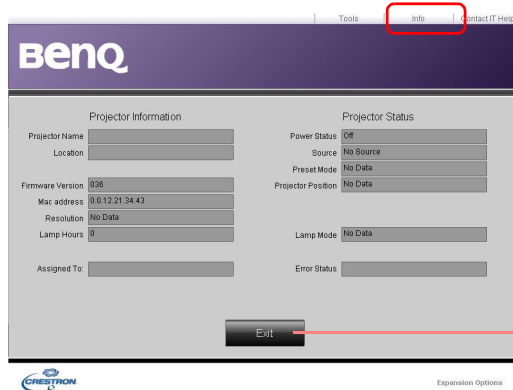 Tools Info Contact IT Help
BenQ
Projector Information
Projector Name
Location
Firmware Version 036
Mac address 0.0.12.21.34.43
Resolution No Data
Lamp Hours 0
Assigned To:
Projector Status
Power Status Off
Source No Source
Preset Mode No Data
Projector Position No Data
Lamp Mode No Data
Error Status
Exit
CRESTRON
Expansion Options